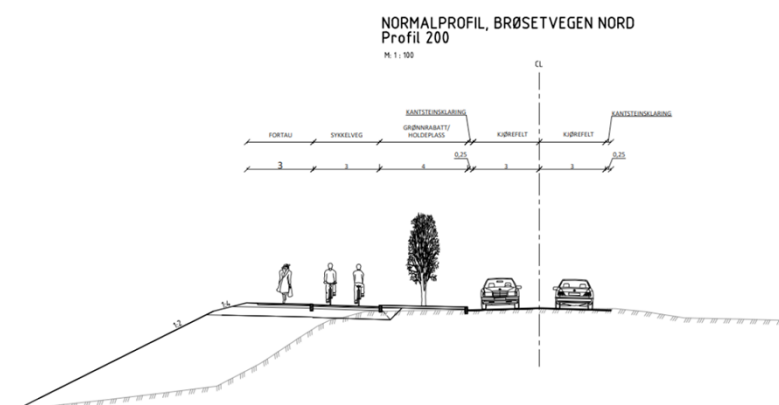 NORMALPROFIL, BRØSETVEGEN NORD
Profil 200
M: 1 : 100
CL
KANTSTEINSKLARING
KANTSTEINSKLARING
FORTAU
SYKKELVEG
GRØNNRABATT/
HOLDEPLASS
KJØREFELT
KJØREFELT
0,25
0,25
3
3
4
3
3
1:4
1:2